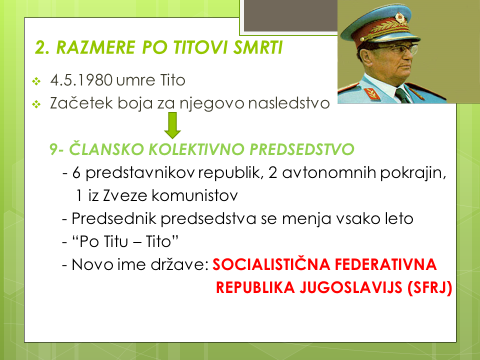 2. RAZMERE PO TITOVI SMRTI
4.5.1980 umre Tito
Začetek boja za njegovo nasledstvo
9- ČLANSKO KOLEKTIVNO PREDSEDSTVO
- 6 predstavnikov republik, 2 avtonomnih pokrajin,
1 iz Zveze komunistov
- Predsednik predsedstva se menja vsako leto
- “Po Titu – Tito”
- Novo ime države: SOCIALISTIČNA FEDERATIVNA
REPUBLIKA JUGOSLAVIJS (SFRJ)